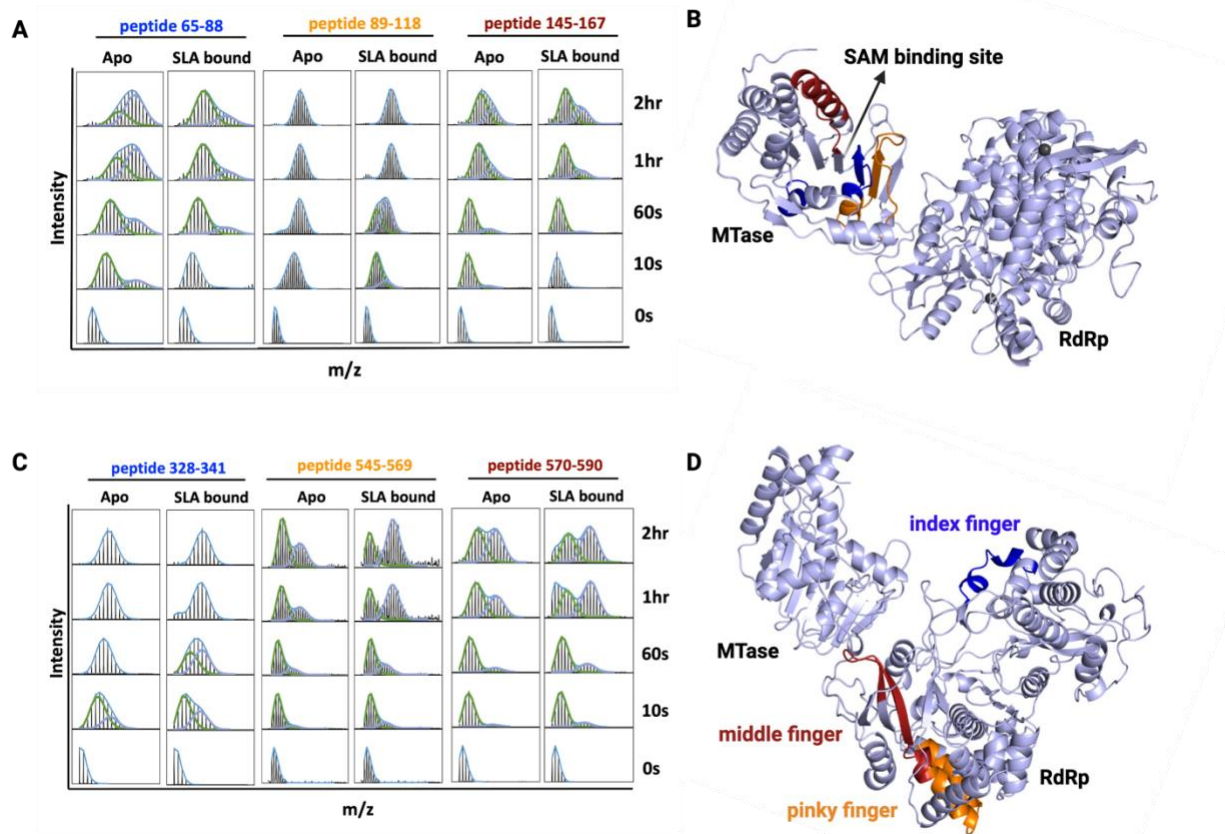 A
peptide 65-88 peptide 89-118 peptide 145-167
Apo SLA bound Apo SLA bound Apo SLA bound
2hr
1hr
60s
10s
0s
Intensity
m/z
B
SAM binding site
MTase
RdRp
C
peptide 328-341 peptide 545-569 peptide 570-590
Apo SLA bound Apo SLA bound Apo SLA bound
2hr
1hr
60s
10s
0s
Intensity
m/z
D
index finger
MTase
middle finger
RdRp
pinky finger